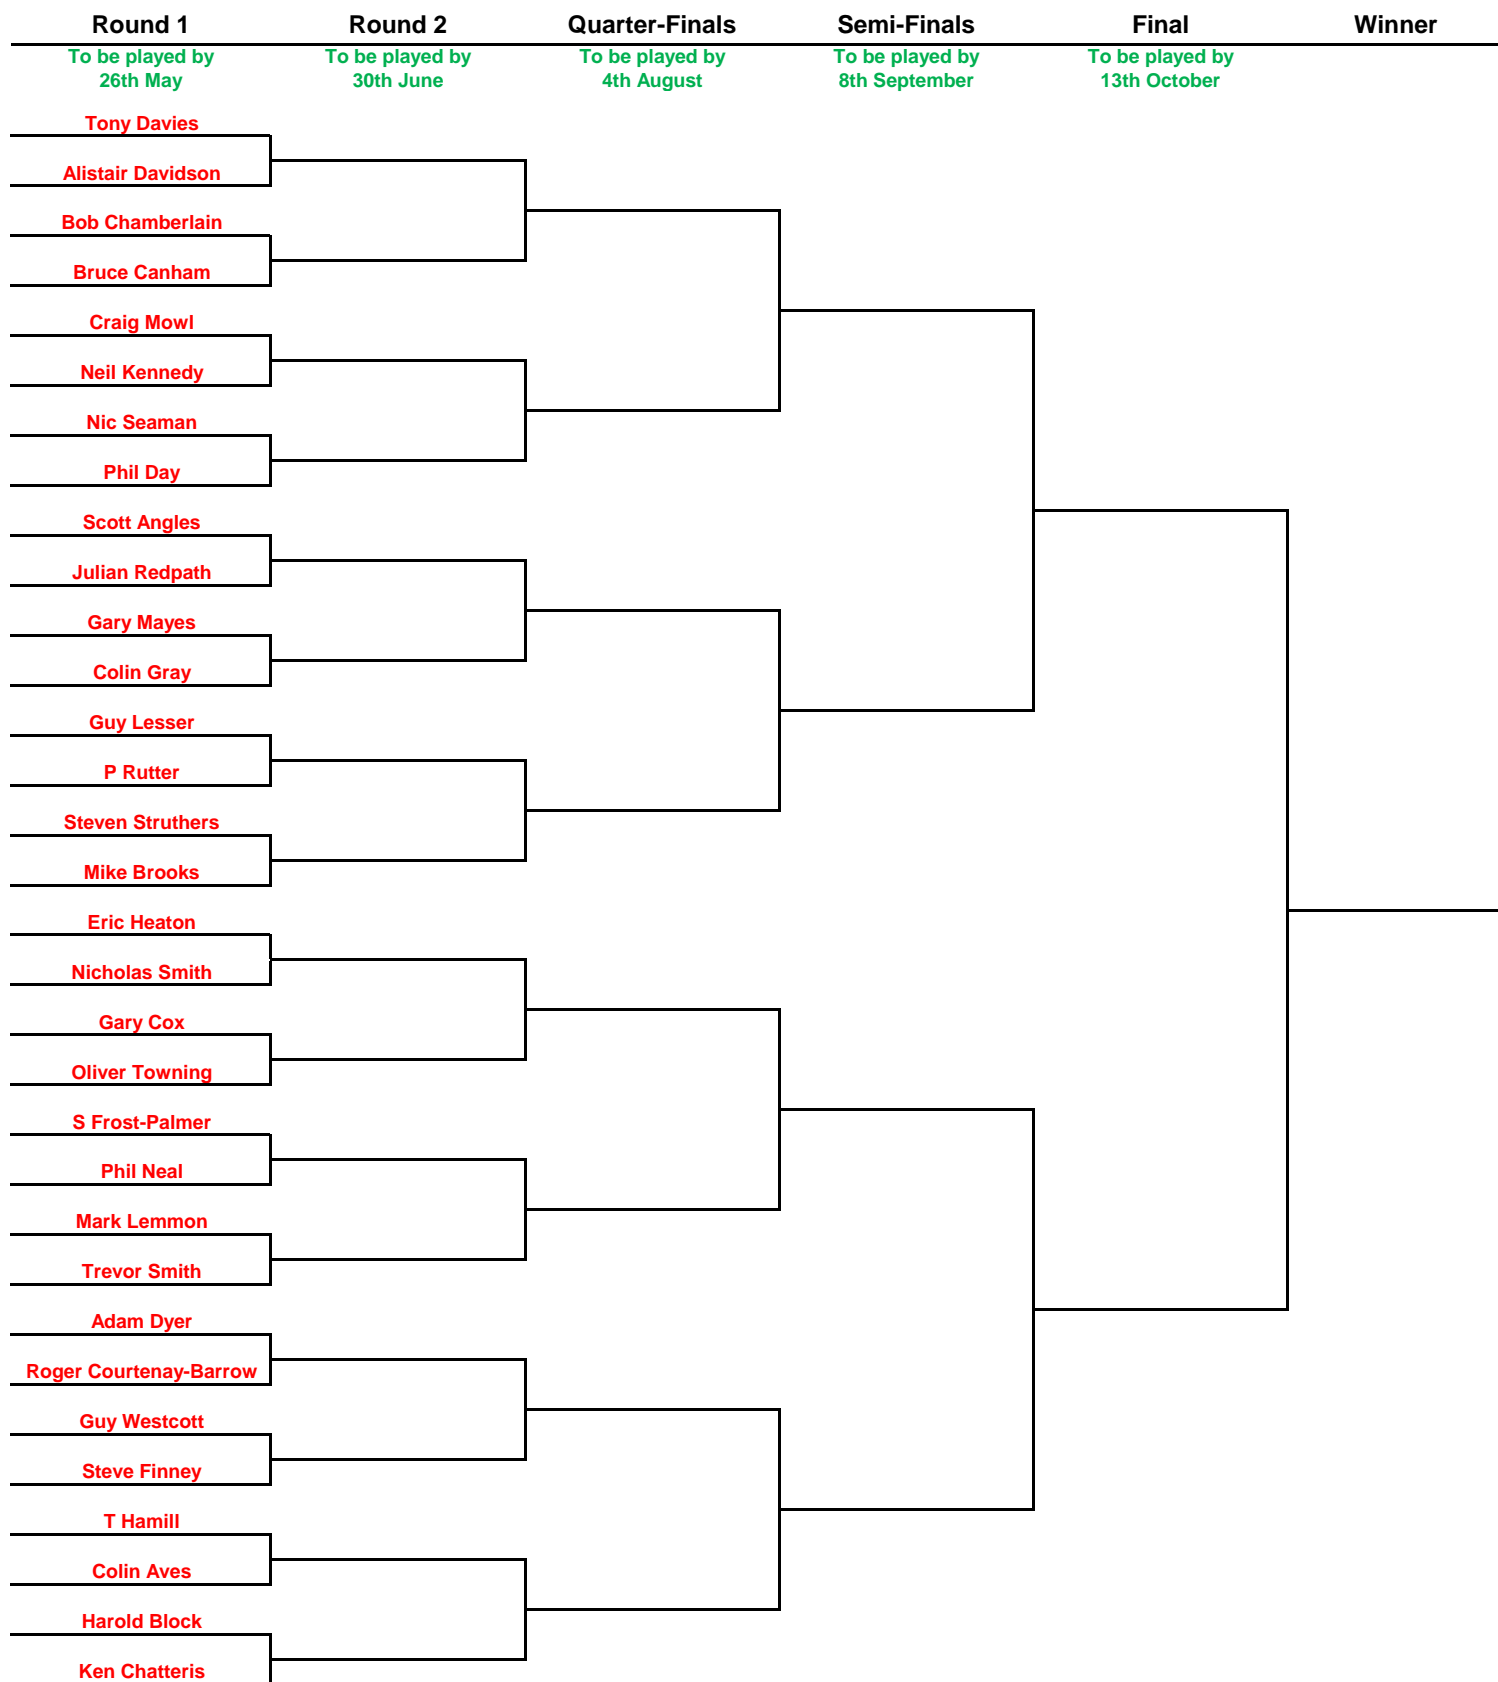 Round 1 Round 2 Quarter-Finals Semi-Finals Final Winner
To be played by To be played by To be played by To be played by To be played by
26th May 30th June 4th August 8th September 13th October
Tony Davies
Alistair Davidson
Bob Chamberlain
Bruce Canham
Craig Mowl
Neil Kennedy
Nic Seaman
Phil Day
Scott Angles
Julian Redpath
Gary Mayes
Colin Gray
Guy Lesser
P Rutter
Steven Struthers
Mike Brooks
Eric Heaton
Nicholas Smith
Gary Cox
Oliver Towning
S Frost-Palmer
Phil Neal
Mark Lemmon
Trevor Smith
Adam Dyer
Roger Courtenay-Barrow
Guy Westcott
Steve Finney
T Hamill
Colin Aves
Harold Block
Ken Chatteris